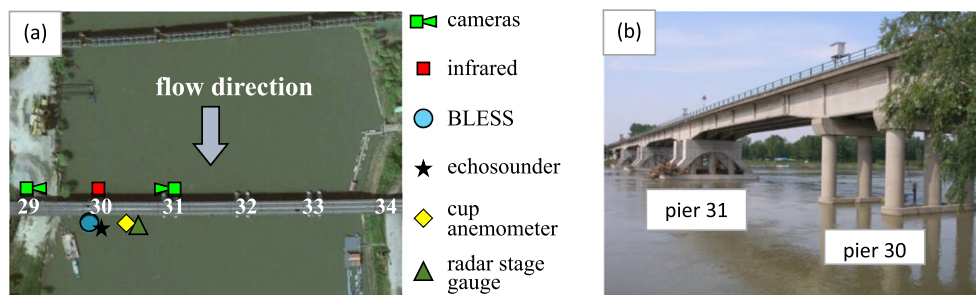 (a)
flow direction
29
30
31
32
33
34
cameras
infrared
BLESS
echosounder
cup
anemometer
radar stage
gauge
(b)
pier 31
pier 30